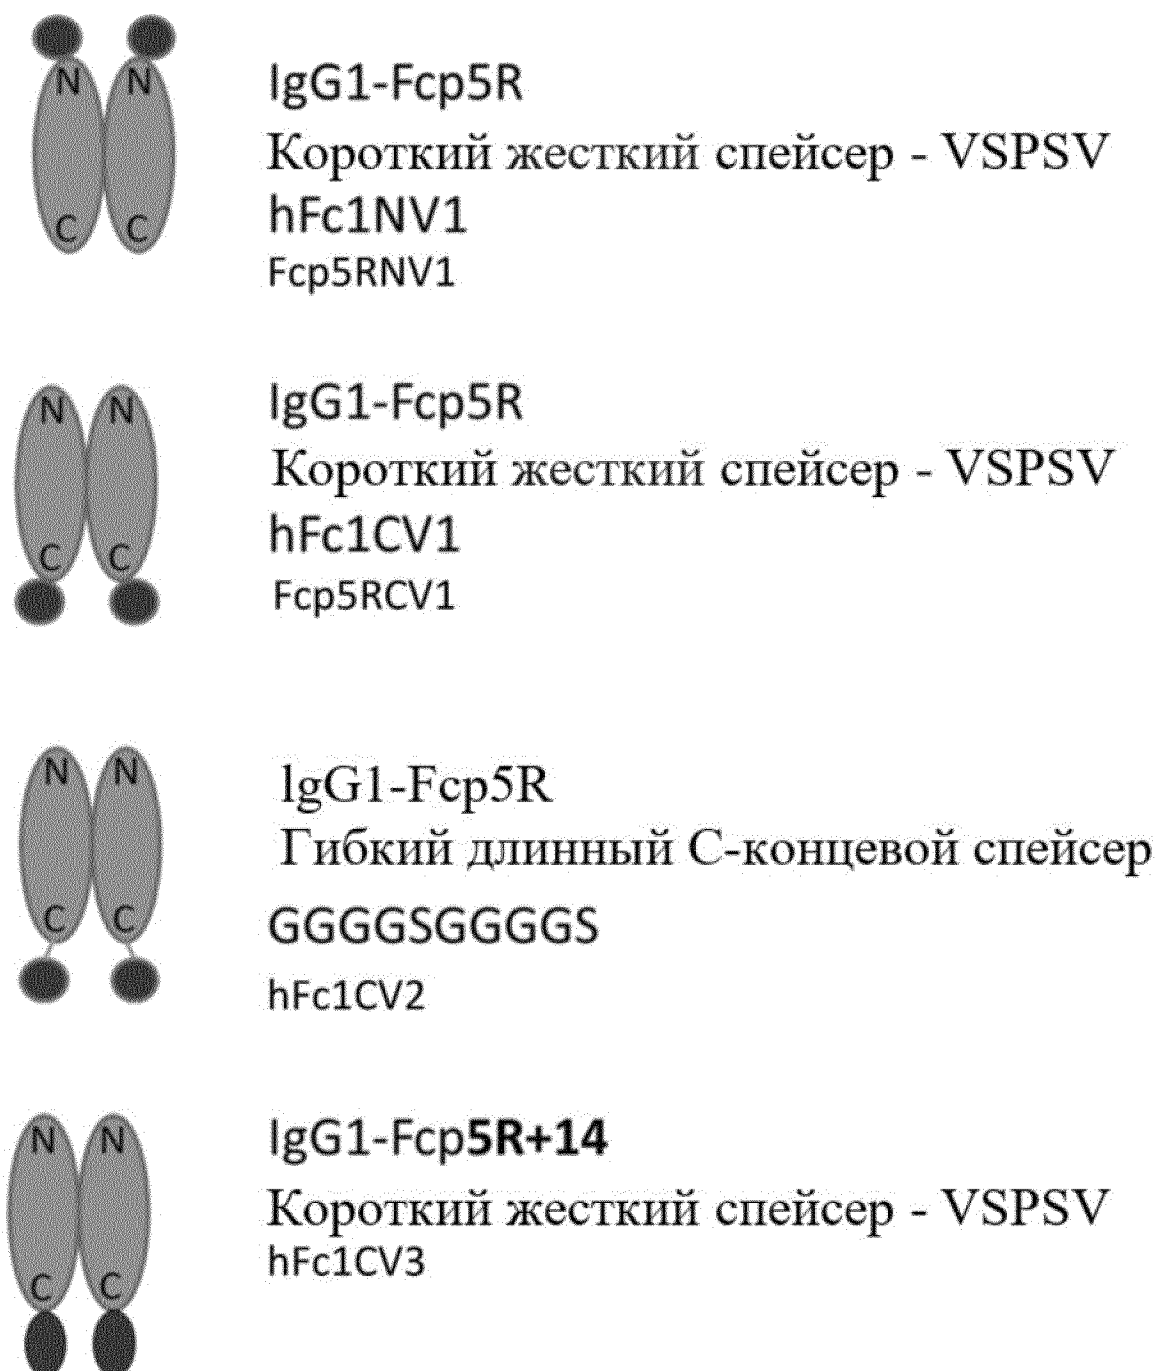 N N
C C
IgG1-Fcp5R
Короткий жесткий спейсер - VSPSV
hFc1NV1
Fcp5RNV1
N N
C C
IgG1-Fcp5R
Короткий жесткий спейсер - VSPSV
hFc1CV1
Fcp5RCV1
N N
C C
lgG1-Fcp5R
Гибкий длинный С-концевой спейсер
GGGGSGGGGS
hFc1CV2
N N
C C
IgG1-Fcp5R+14
Короткий жесткий спейсер - VSPSV
hFc1CV3